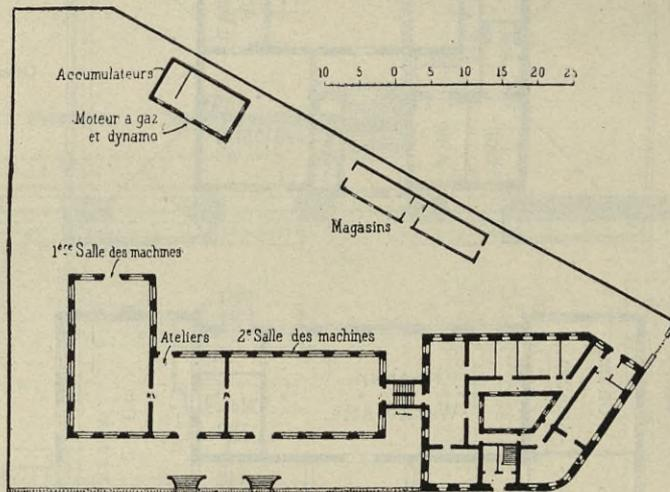 Accumulateurs
10 5 0 5 10 15 20 25
Moteur a gaz
et dynamo
Magasins
1ère Salle des machines
Ateliers
2e Salle des machines